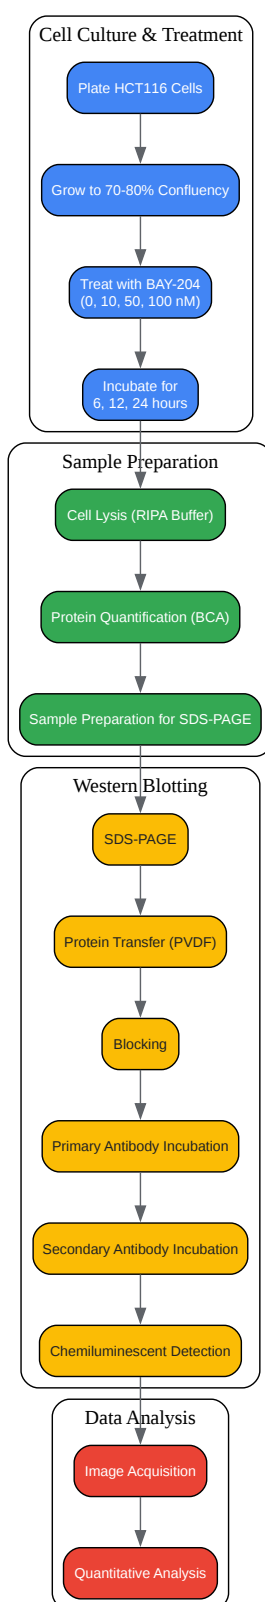 Cell Culture & Treatment
Plate HCT116 Cells
Grow to 70-80% Confluency
Treat with BAY-204
(0, 10, 50, 100 nM)
Incubate for
6, 12, 24 hours
Sample Preparation
Cell Lysis (RIPA Buffer)
Protein Quantification (BCA)
Sample Preparation for SDS-PAGE
Western Blotting
SDS-PAGE
Protein Transfer (PVDF)
Blocking
Primary Antibody Incubation
Secondary Antibody Incubation
Chemiluminescent Detection
Data Analysis
Image Acquisition
Quantitative Analysis